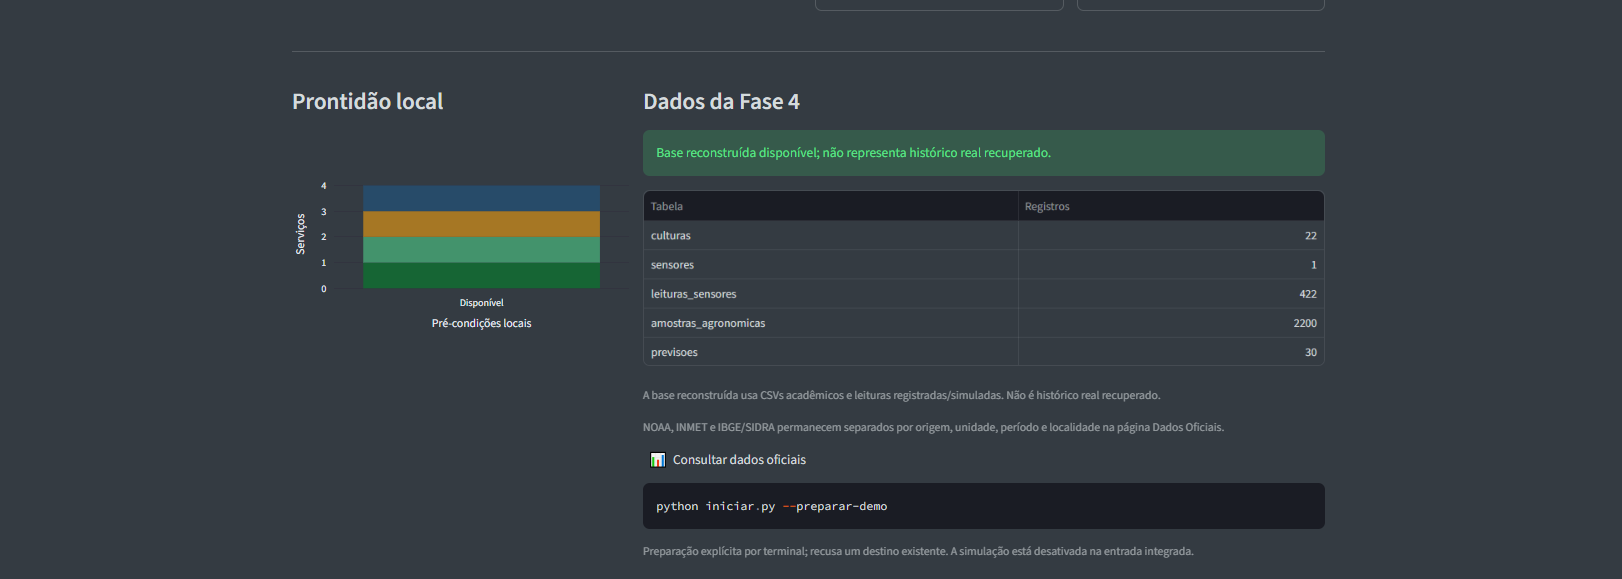 Prontidão local
4
3
2
1
0
Serviços
Disponível
Pré-condições locais
Dados da Fase 4
Base reconstruída disponível; não representa histórico real recuperado.
Tabela Registros
culturas 22
sensores 1
leituras_sensores 422
amostras_agronomicas 2200
previsoes 30
A base reconstruída usa CSVs acadêmicos e leituras registradas/simuladas. Não é histórico real recuperado.
NOAA, INMET e IBGE/SIDRA permanecem separados por origem, unidade, período e localidade na página Dados Oficiais.
Consultar dados oficiais
python iniciar.py --preparar-demo
Preparação explícita por terminal; recusa um destino existente. A simulação está desativada na entrada integrada.